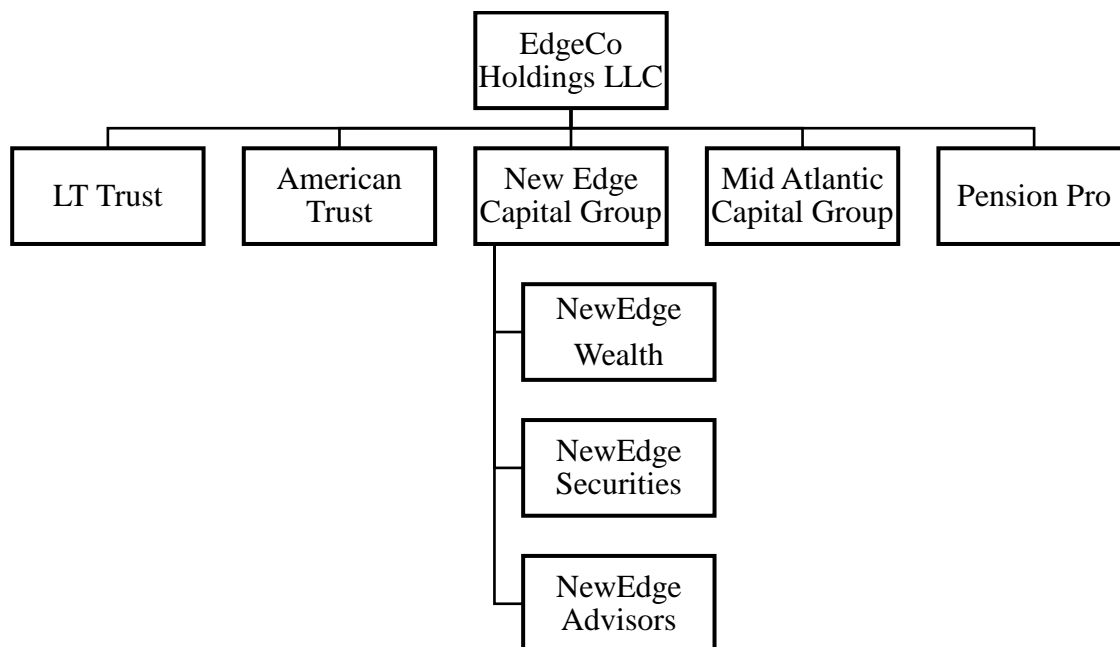 EdgeCo
Holdings LLC
LT Trust
American
Trust
New Edge
Capital Group
Mid Atlantic
Capital Group
Pension Pro
NewEdge
Wealth
NewEdge
Securities
NewEdge
Advisors